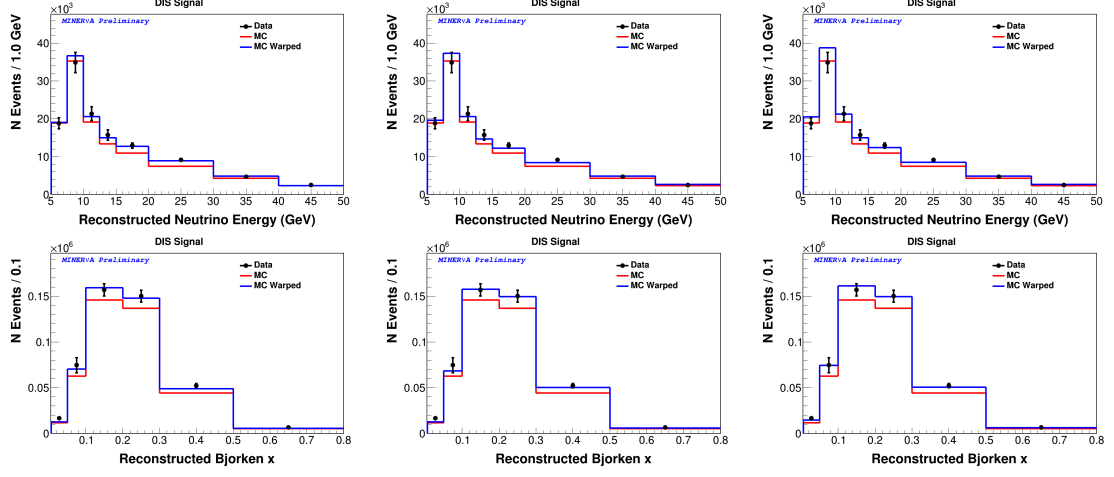 DIS Signal
×10³
MINERνA Preliminary
Data
MC
MC Warped
N Events / 1.0 GeV
40
30
20
10
0
5 10 15 20 25 30 35 40 45 50
Reconstructed Neutrino Energy (GeV)
DIS Signal
×10³
MINERνA Preliminary
Data
MC
MC Warped
N Events / 1.0 GeV
40
30
20
10
0
5 10 15 20 25 30 35 40 45 50
Reconstructed Neutrino Energy (GeV)
DIS Signal
×10³
MINERνA Preliminary
Data
MC
MC Warped
N Events / 1.0 GeV
40
30
20
10
0
5 10 15 20 25 30 35 40 45 50
Reconstructed Neutrino Energy (GeV)
DIS Signal
×10⁶
MINERνA Preliminary
Data
MC
MC Warped
N Events / 0.1
0.15
0.1
0.05
0
0.1 0.2 0.3 0.4 0.5 0.6 0.7 0.8
Reconstructed Bjorken x
DIS Signal
×10⁶
MINERνA Preliminary
Data
MC
MC Warped
N Events / 0.1
0.15
0.1
0.05
0
0.1 0.2 0.3 0.4 0.5 0.6 0.7 0.8
Reconstructed Bjorken x
DIS Signal
×10⁶
MINERνA Preliminary
Data
MC
MC Warped
N Events / 0.1
0.15
0.1
0.05
0
0.1 0.2 0.3 0.4 0.5 0.6 0.7 0.8
Reconstructed Bjorken x